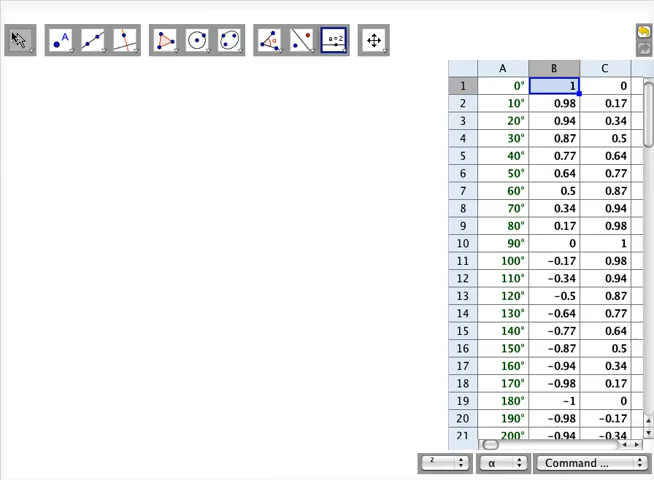 A
α
a = 2
A B C
1 0° 1 0
2 10° 0.98 0.17
3 20° 0.94 0.34
4 30° 0.87 0.5
5 40° 0.77 0.64
6 50° 0.64 0.77
7 60° 0.5 0.87
8 70° 0.34 0.94
9 80° 0.17 0.98
10 90° 0 1
11 100° −0.17 0.98
12 110° −0.34 0.94
13 120° −0.5 0.87
14 130° −0.64 0.77
15 140° −0.77 0.64
16 150° −0.87 0.5
17 160° −0.94 0.34
18 170° −0.98 0.17
19 180° −1 0
20 190° −0.98 −0.17
21 200° −0.94 −0.34
² α Command ...